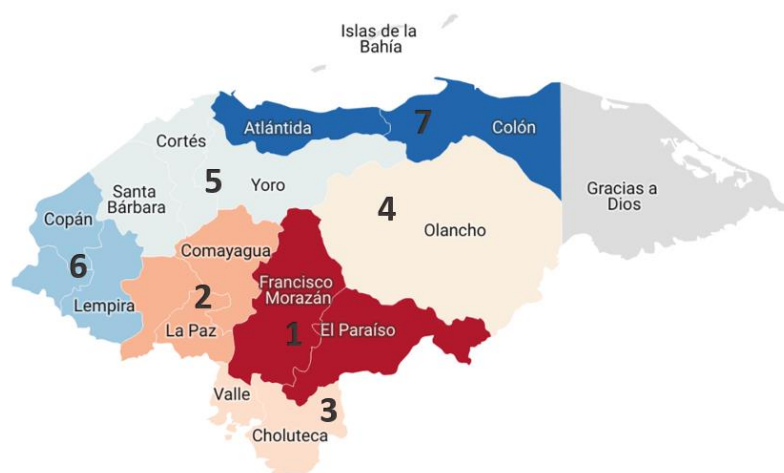 Islas de la
Bahía
Atlántida
7
Colón
Cortés
Gracias a
Dios
Santa
Bárbara
5
Yoro
Copán
4
Olancho
Comayagua
6
Francisco
Morazán
Lempira
2
La Paz
1
El Paraíso
Valle
3
Choluteca